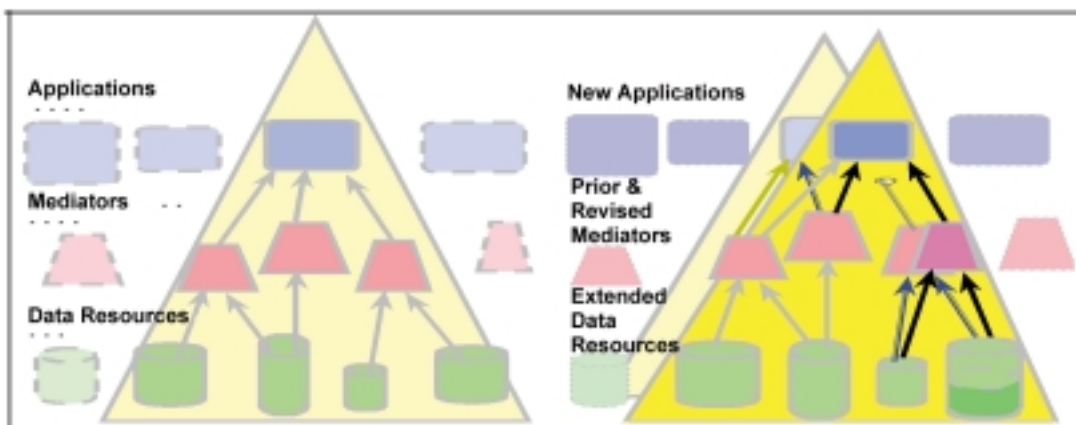 Applications
Mediators
Data Resources
New Applications
Prior &
Revised
Mediators
Extended
Data
Resources